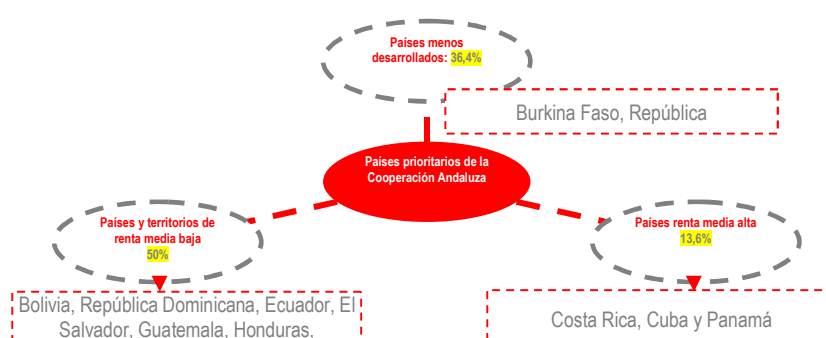 Países menos
desarrollados: 36,4%
Burkina Faso, República
Países prioritarios de la
Cooperación Andaluza
Países y territorios de
renta media baja
50%
Países renta media alta
13,6%
Bolivia, República Dominicana, Ecuador, El
Salvador, Guatemala, Honduras,
Costa Rica, Cuba y Panamá